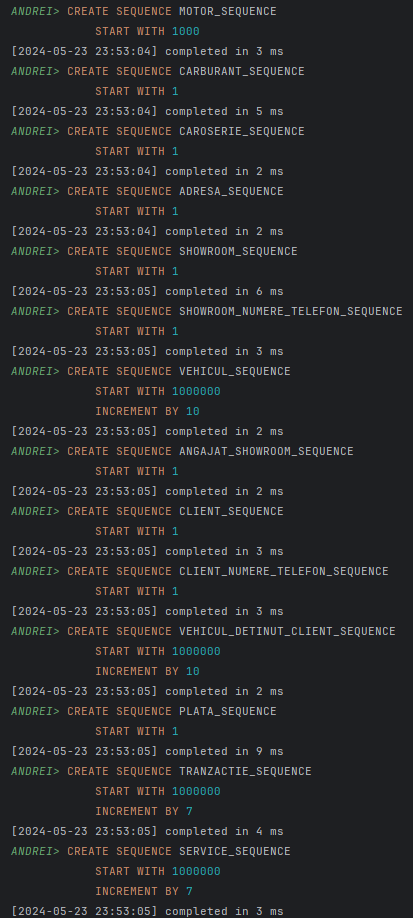 ANDREI> CREATE SEQUENCE MOTOR_SEQUENCE
START WITH 1000
[2024-05-23 23:53:04] completed in 3 ms
ANDREI> CREATE SEQUENCE CARBURANT_SEQUENCE
START WITH 1
[2024-05-23 23:53:04] completed in 5 ms
ANDREI> CREATE SEQUENCE CAROSERIE_SEQUENCE
START WITH 1
[2024-05-23 23:53:04] completed in 2 ms
ANDREI> CREATE SEQUENCE ADRESA_SEQUENCE
START WITH 1
[2024-05-23 23:53:04] completed in 2 ms
ANDREI> CREATE SEQUENCE SHOWROOM_SEQUENCE
START WITH 1
[2024-05-23 23:53:05] completed in 6 ms
ANDREI> CREATE SEQUENCE SHOWROOM_NUMERE_TELEFON_SEQUENCE
START WITH 1
[2024-05-23 23:53:05] completed in 3 ms
ANDREI> CREATE SEQUENCE VEHICUL_SEQUENCE
START WITH 1000000
INCREMENT BY 10
[2024-05-23 23:53:05] completed in 2 ms
ANDREI> CREATE SEQUENCE ANGAJAT_SHOWROOM_SEQUENCE
START WITH 1
[2024-05-23 23:53:05] completed in 2 ms
ANDREI> CREATE SEQUENCE CLIENT_SEQUENCE
START WITH 1
[2024-05-23 23:53:05] completed in 3 ms
ANDREI> CREATE SEQUENCE CLIENT_NUMERE_TELEFON_SEQUENCE
START WITH 1
[2024-05-23 23:53:05] completed in 3 ms
ANDREI> CREATE SEQUENCE VEHICUL_DETINUT_CLIENT_SEQUENCE
START WITH 1000000
INCREMENT BY 10
[2024-05-23 23:53:05] completed in 2 ms
ANDREI> CREATE SEQUENCE PLATA_SEQUENCE
START WITH 1
[2024-05-23 23:53:05] completed in 9 ms
ANDREI> CREATE SEQUENCE TRANZACTIE_SEQUENCE
START WITH 1000000
INCREMENT BY 7
[2024-05-23 23:53:05] completed in 4 ms
ANDREI> CREATE SEQUENCE SERVICE_SEQUENCE
START WITH 1000000
INCREMENT BY 7
[2024-05-23 23:53:05] completed in 3 ms